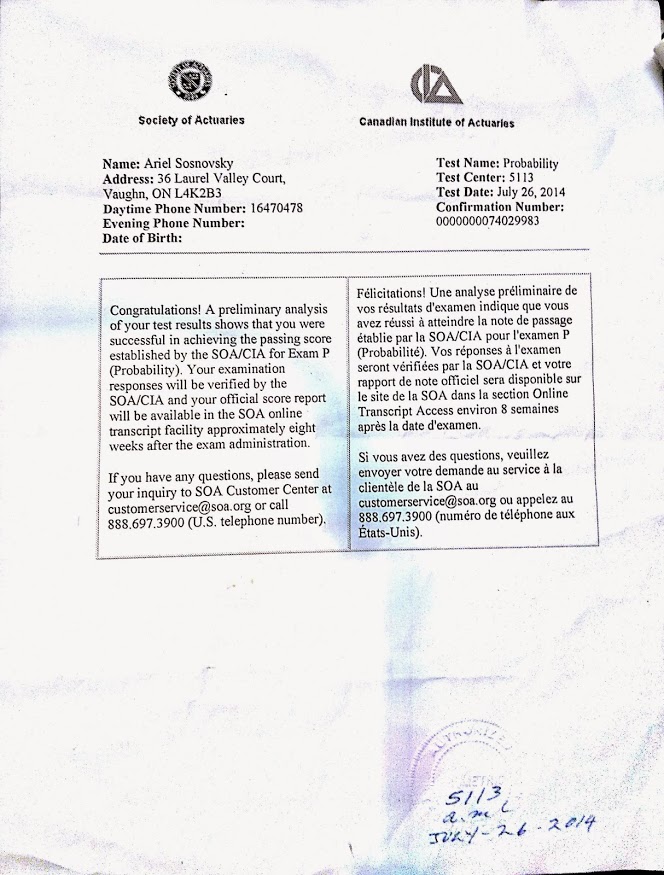 Society of Actuaries
Canadian Institute of Actuaries
Name: Ariel Sosnovsky
Address: 36 Laurel Valley Court,
Vaughn, ON L4K2B3
Daytime Phone Number: 16470478
Evening Phone Number:
Date of Birth:
Test Name: Probability
Test Center: 5113
Test Date: July 26, 2014
Confirmation Number:
0000000074029983
Congratulations! A preliminary analysis
of your test results shows that you were
successful in achieving the passing score
established by the SOA/CIA for Exam P
(Probability). Your examination
responses will be verified by the
SOA/CIA and your official score report
will be available in the SOA online
transcript facility approximately eight
weeks after the exam administration.
If you have any questions, please send
your inquiry to SOA Customer Center at
customerservice@soa.org or call
888.697.3900 (U.S. telephone number).
Félicitations! Une analyse préliminaire de
vos résultats d'examen indique que vous
avez réussi à atteindre la note de passage
établie par la SOA/CIA pour l'examen P
(Probabilité). Vos réponses à l'examen
seront vérifiées par la SOA/CIA et votre
rapport de note officiel sera disponible sur
le site de la SOA dans la section Online
Transcript Access environ 8 semaines
après la date d'examen.
Si vous avez des questions, veuillez
envoyer votre demande au service à la
clientèle de la SOA au
customerservice@soa.org ou appelez au
888.697.3900 (numéro de téléphone aux
États-Unis).
5113
JULY-26-2014